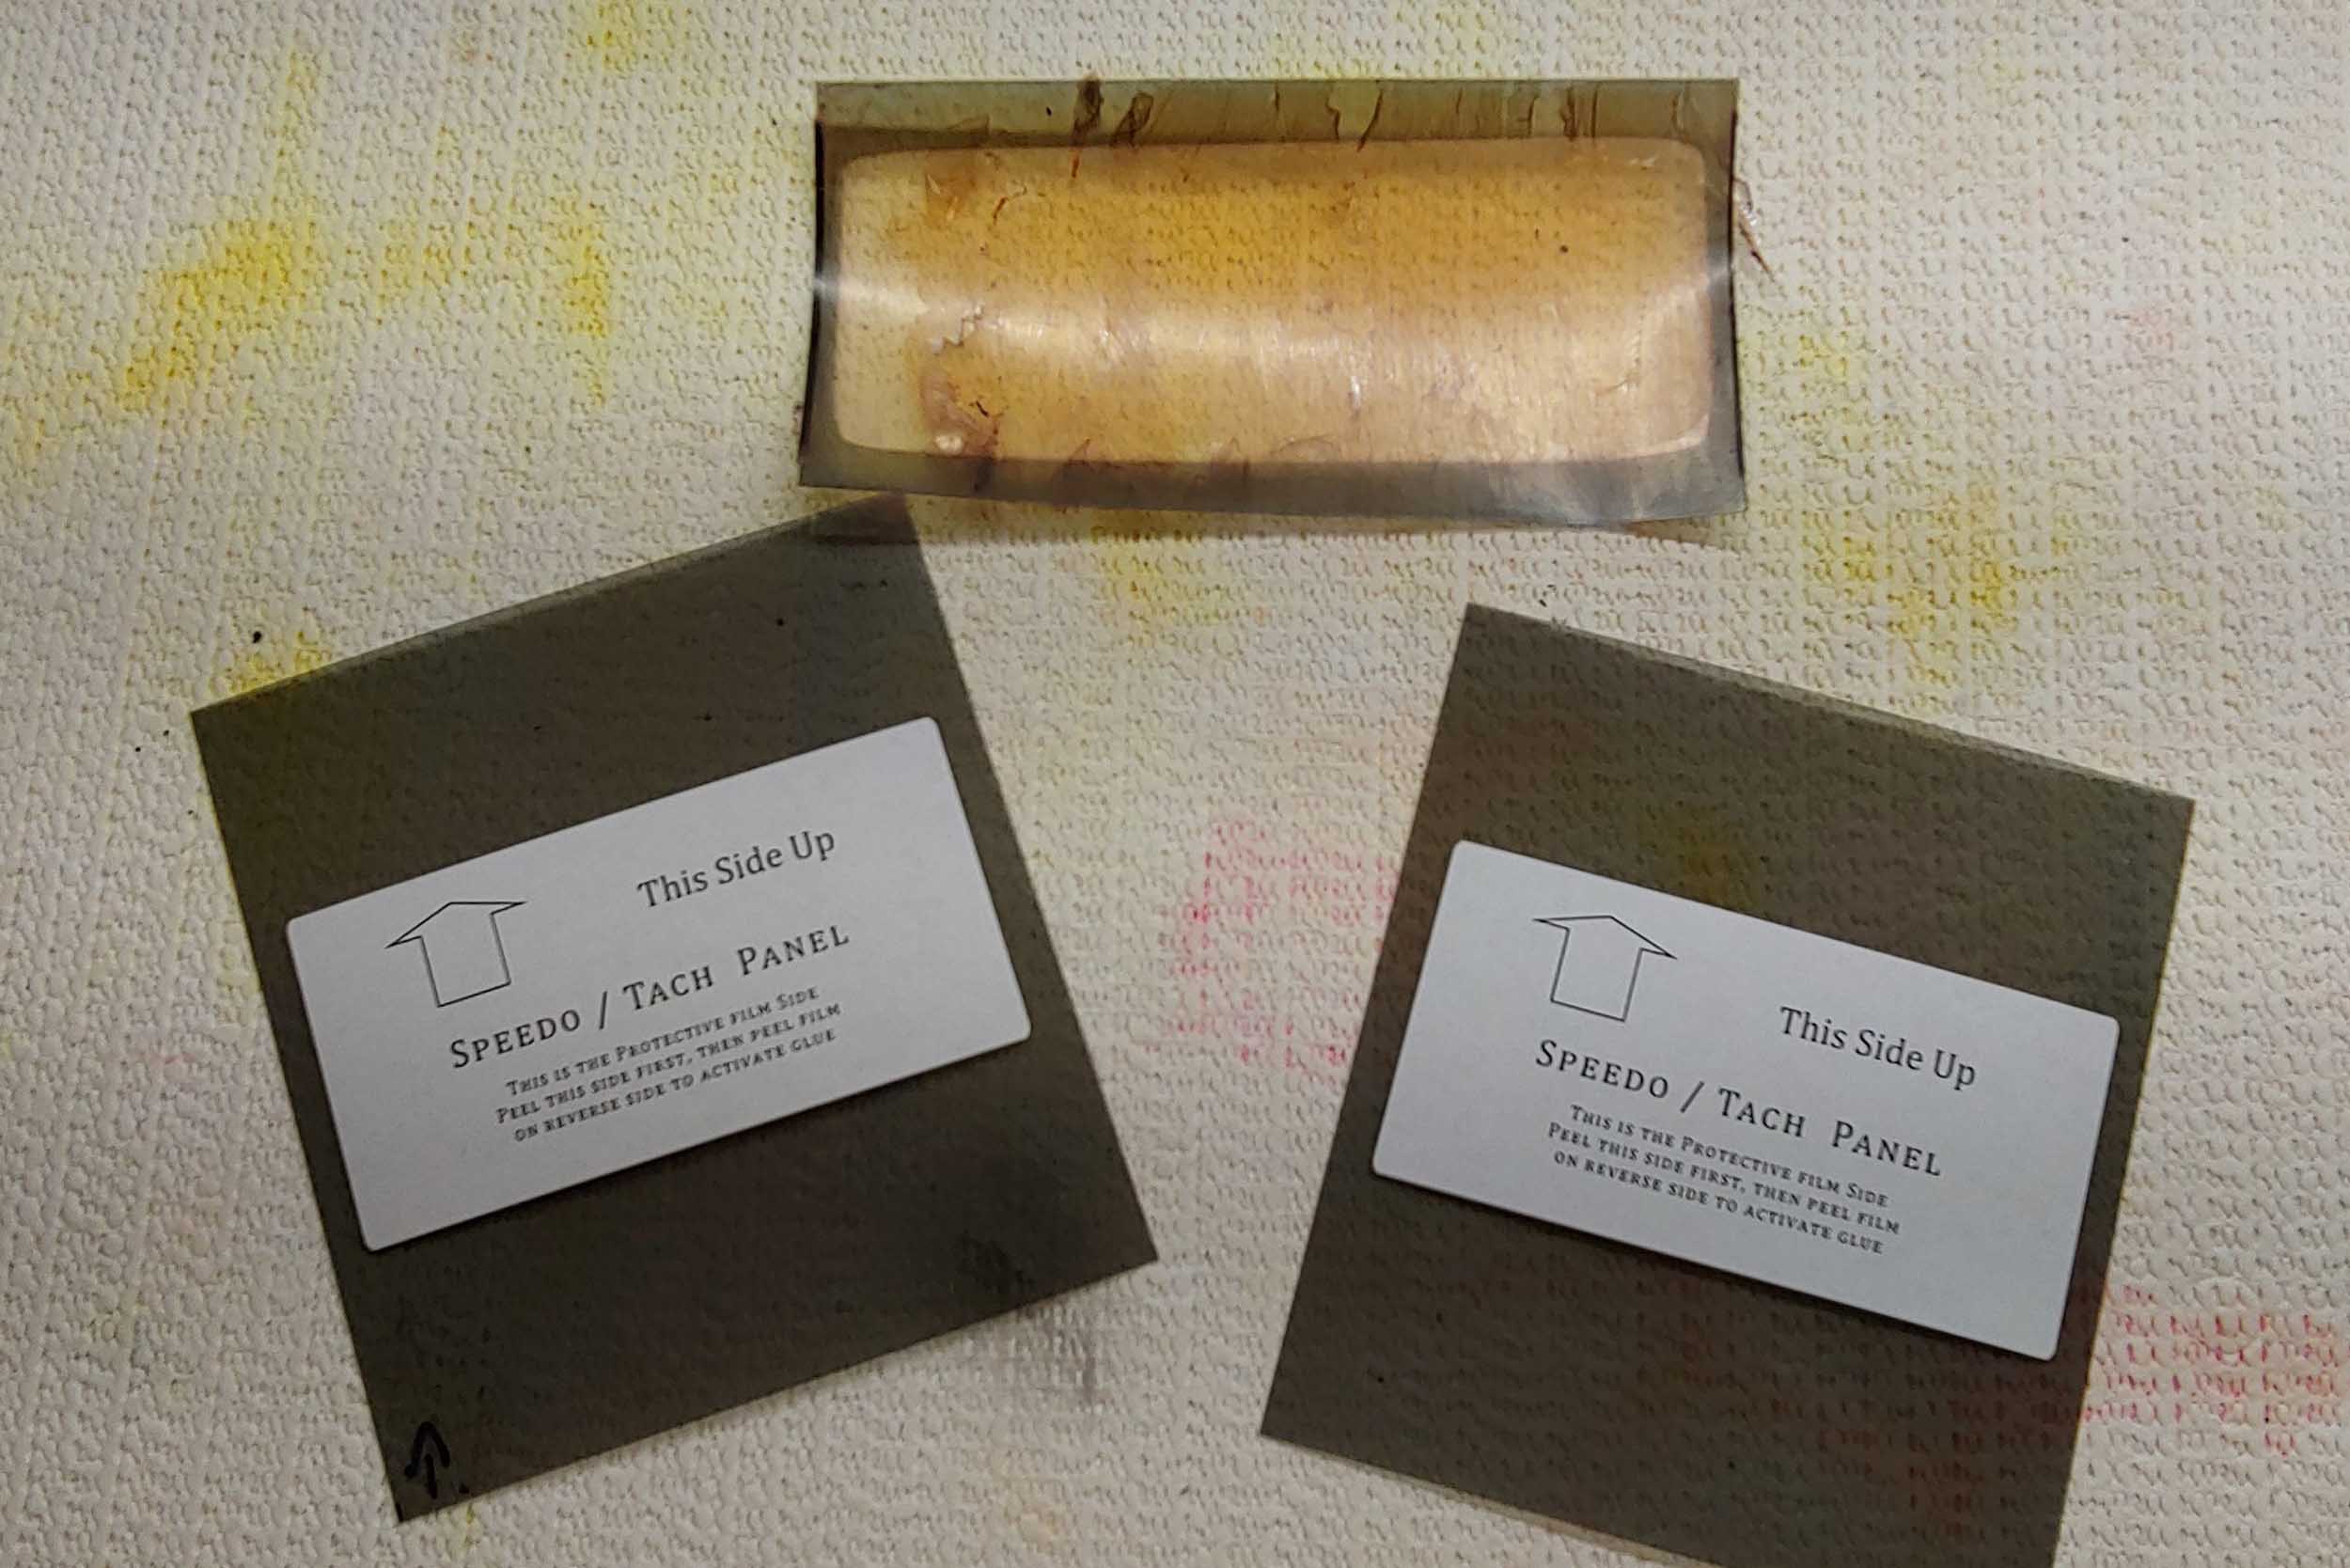 This Side Up
SPEEDO / TACH PANEL
THIS IS THE PROTECTIVE FILM SIDE
PEEL THIS SIDE FIRST, THEN PEEL FILM
ON REVERSE SIDE TO ACTIVATE GLUE
This Side Up
SPEEDO / TACH PANEL
THIS IS THE PROTECTIVE FILM SIDE
PEEL THIS SIDE FIRST, THEN PEEL FILM
ON REVERSE SIDE TO ACTIVATE GLUE